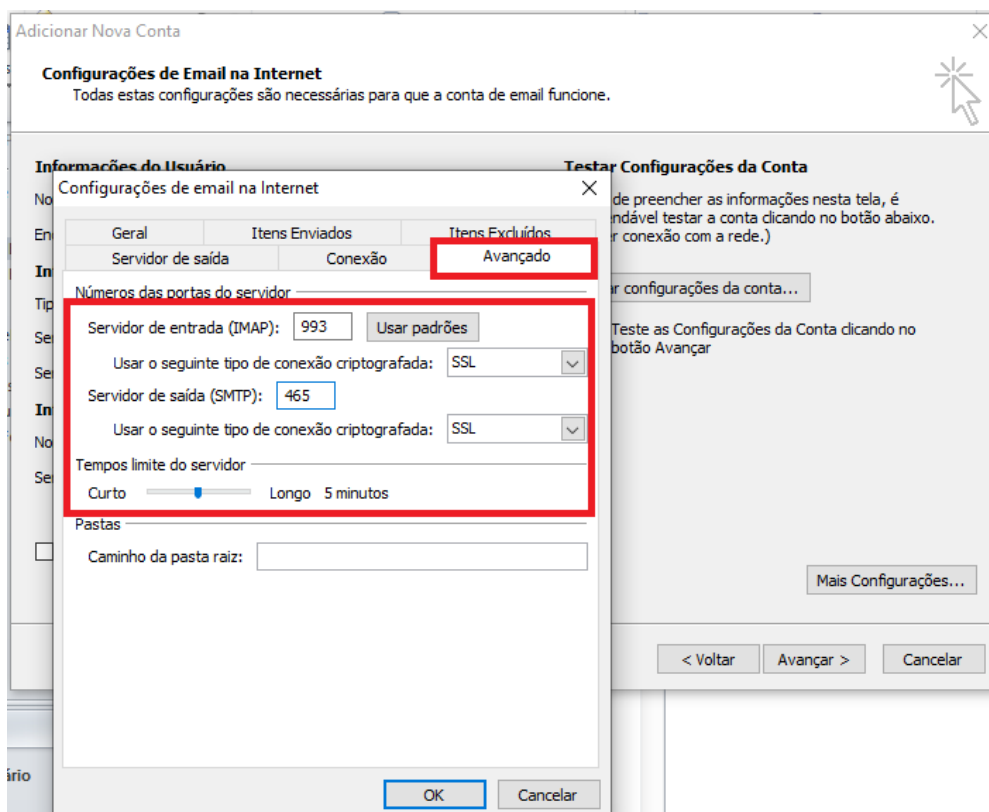 Adicionar Nova Conta
Configurações de Email na Internet
Todas estas configurações são necessárias para que a conta de email funcione.
Informações do Usuário
Testar Configurações da Conta
de preencher as informações nesta tela, é
clicando no botão abaixo.
conexão com a rede.)
configurações da conta...
Teste as Configurações da Conta clicando no
botão Avançar
Configurações de email na Internet
Geral
Itens Enviados
Itens Excluídos
Servidor de saída
Conexão
Avançado
Números das portas do servidor
Servidor de entrada (IMAP): 993 Usar padrões
Usar o seguinte tipo de conexão criptografada: SSL
Servidor de saída (SMTP): 465
Usar o seguinte tipo de conexão criptografada: SSL
Tempos limite do servidor
Curto Longo 5 minutos
Pastas
Caminho da pasta raiz:
OK Cancelar
Mais Configurações...
< Voltar Avançar > Cancelar